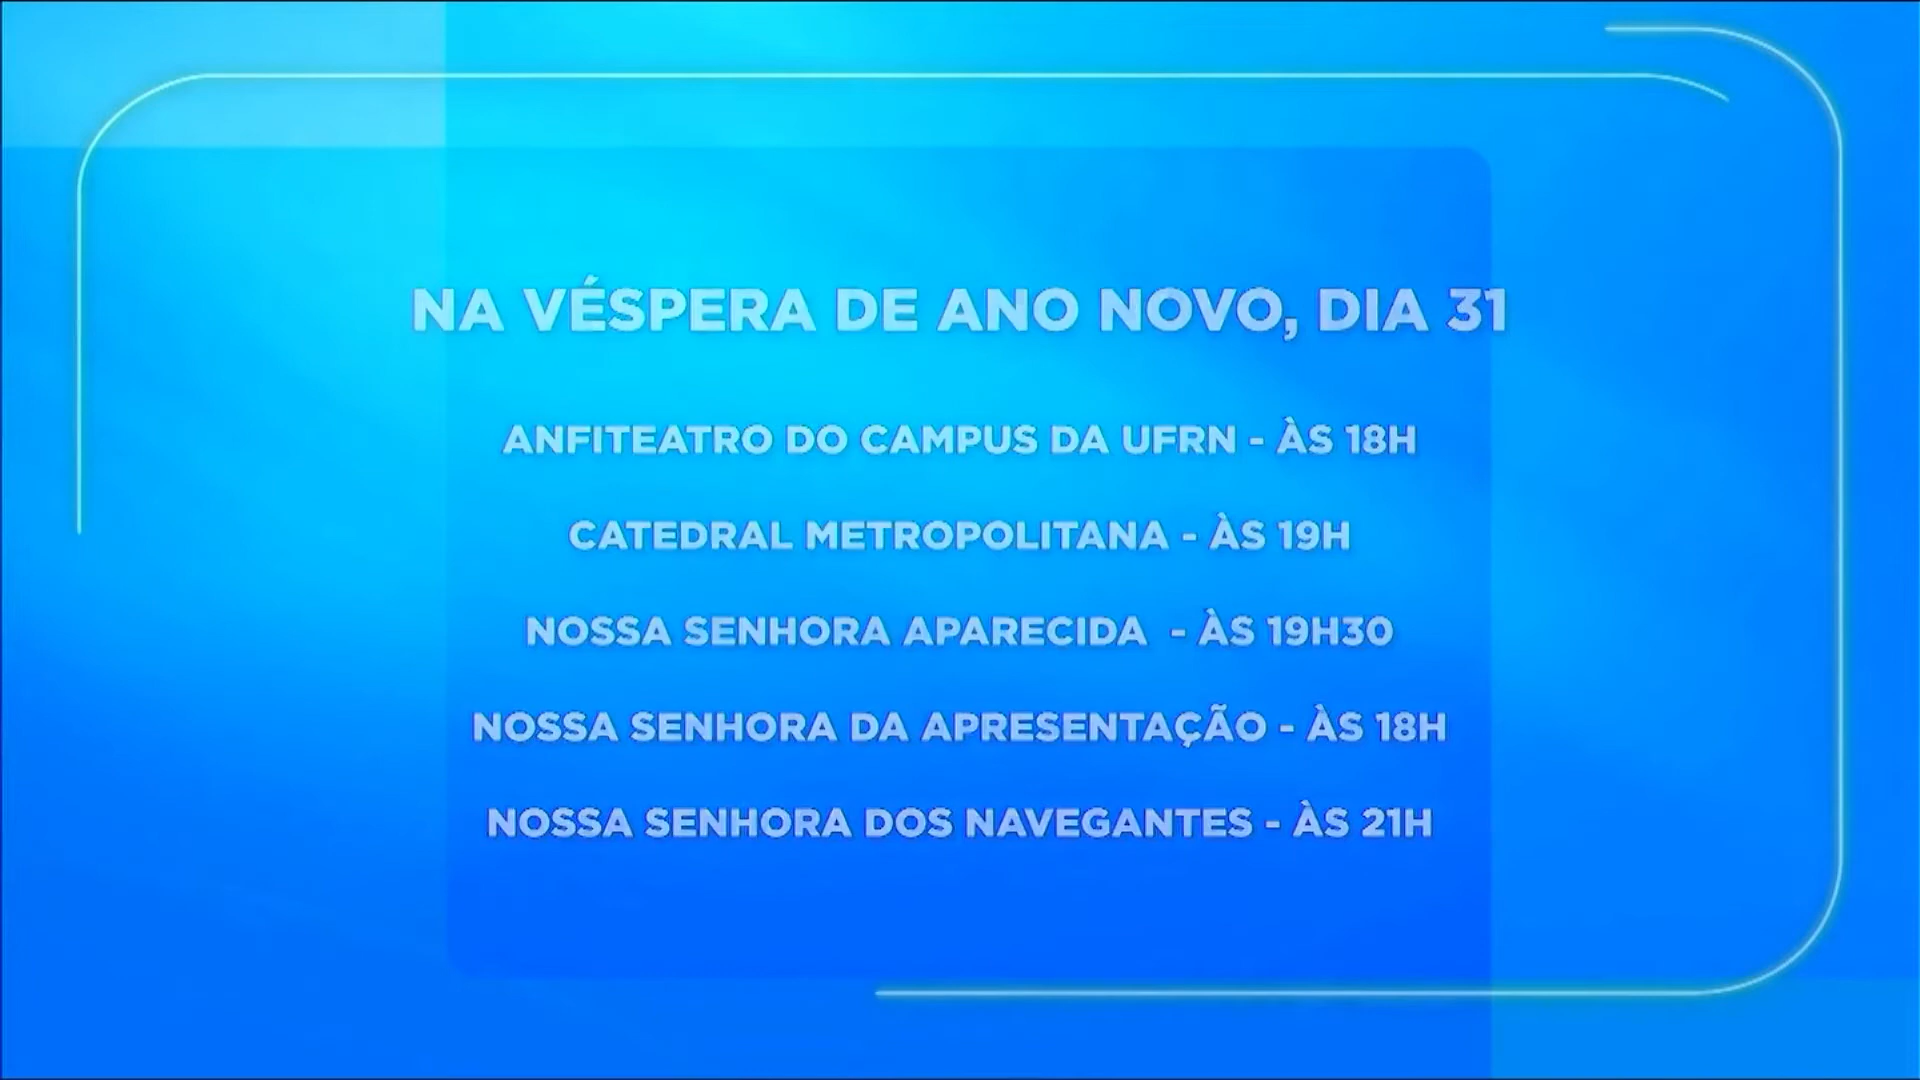 NA VÉSPERA DE ANO NOVO, DIA 31
ANFITEATRO DO CAMPUS DA UFRN - ÀS 18H
CATEDRAL METROPOLITANA - ÀS 19H
NOSSA SENHORA APARECIDA - ÀS 19H30
NOSSA SENHORA DA APRESENTAÇÃO - ÀS 18H
NOSSA SENHORA DOS NAVEGANTES - ÀS 21H